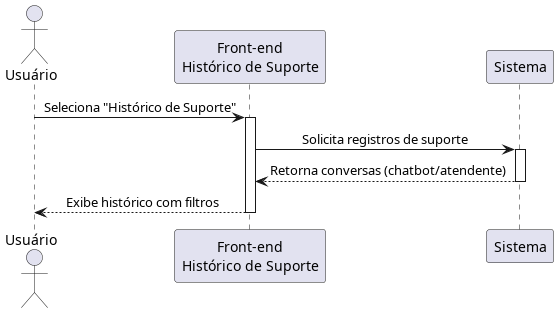 Usuário
Front-end
Histórico de Suporte
Sistema
Seleciona "Histórico de Suporte"
Solicita registros de suporte
Retorna conversas (chatbot/atendente)
Exibe histórico com filtros
Usuário
Front-end
Histórico de Suporte
Sistema